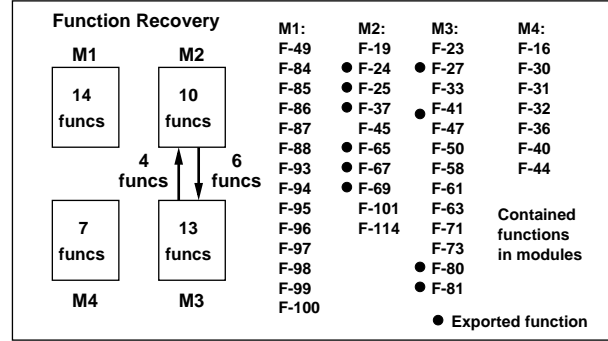 Function Recovery
M1
M2
14
funcs
10
funcs
4
funcs
6
funcs
7
funcs
13
funcs
M4
M3
M1:
F-49
F-84
F-85
F-86
F-87
F-88
F-93
F-94
F-95
F-96
F-97
F-98
F-99
F-100
M2:
F-19
F-24
F-25
F-37
F-45
F-65
F-67
F-69
F-101
F-114
M3:
F-23
F-27
F-33
F-41
F-47
F-50
F-58
F-61
F-63
F-71
F-73
F-80
F-81
M4:
F-16
F-30
F-31
F-32
F-36
F-40
F-44
Contained
functions
in modules
Exported function